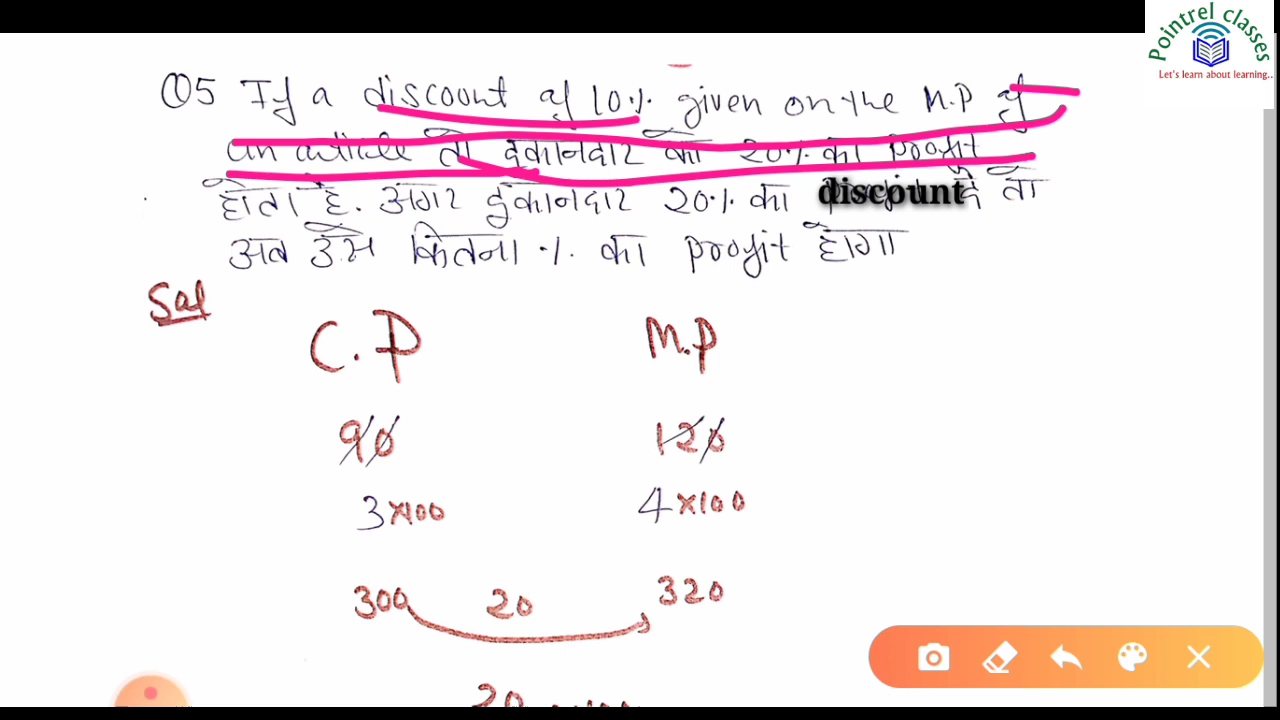 Pointrel classes
Let's learn about learning..
Q5 If a discount of 10% given on the M.P of
an article तो दुकानदार को 20% का profit
होता है. अगर दुकानदार 20% का discount दे तो
अब उसे कितना % का profit होगा
Sol
C.P M.P
90 120
3×100 4×100
300 20 320
20